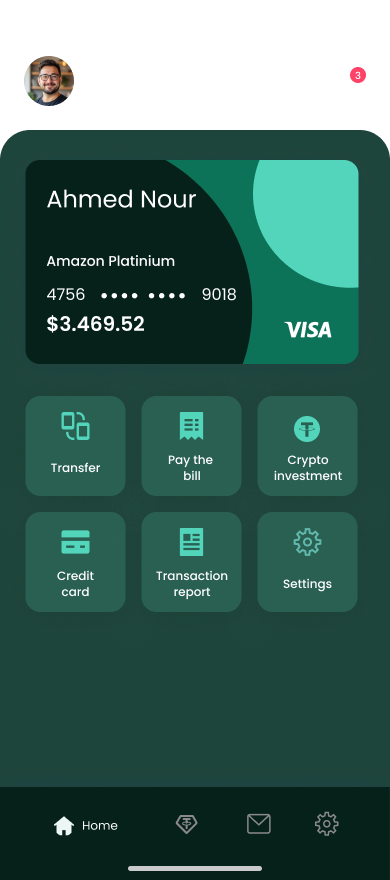 3
Ahmed Nour
Amazon Platinium
4756 •••• •••• 9018
$3.469.52
VISA
Transfer
Pay the
bill
Crypto
investment
Credit
card
Transaction
report
Settings
Home